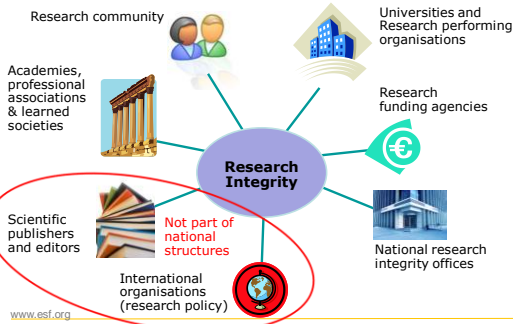 Research community
Universities and
Research performing
organisations
Academies,
professional
associations
& learned
societies
Research
funding agencies
€
Research
Integrity
Scientific
publishers
and editors
Not part of
national
structures
National research
integrity offices
International
organisations
(research policy)
www.esf.org